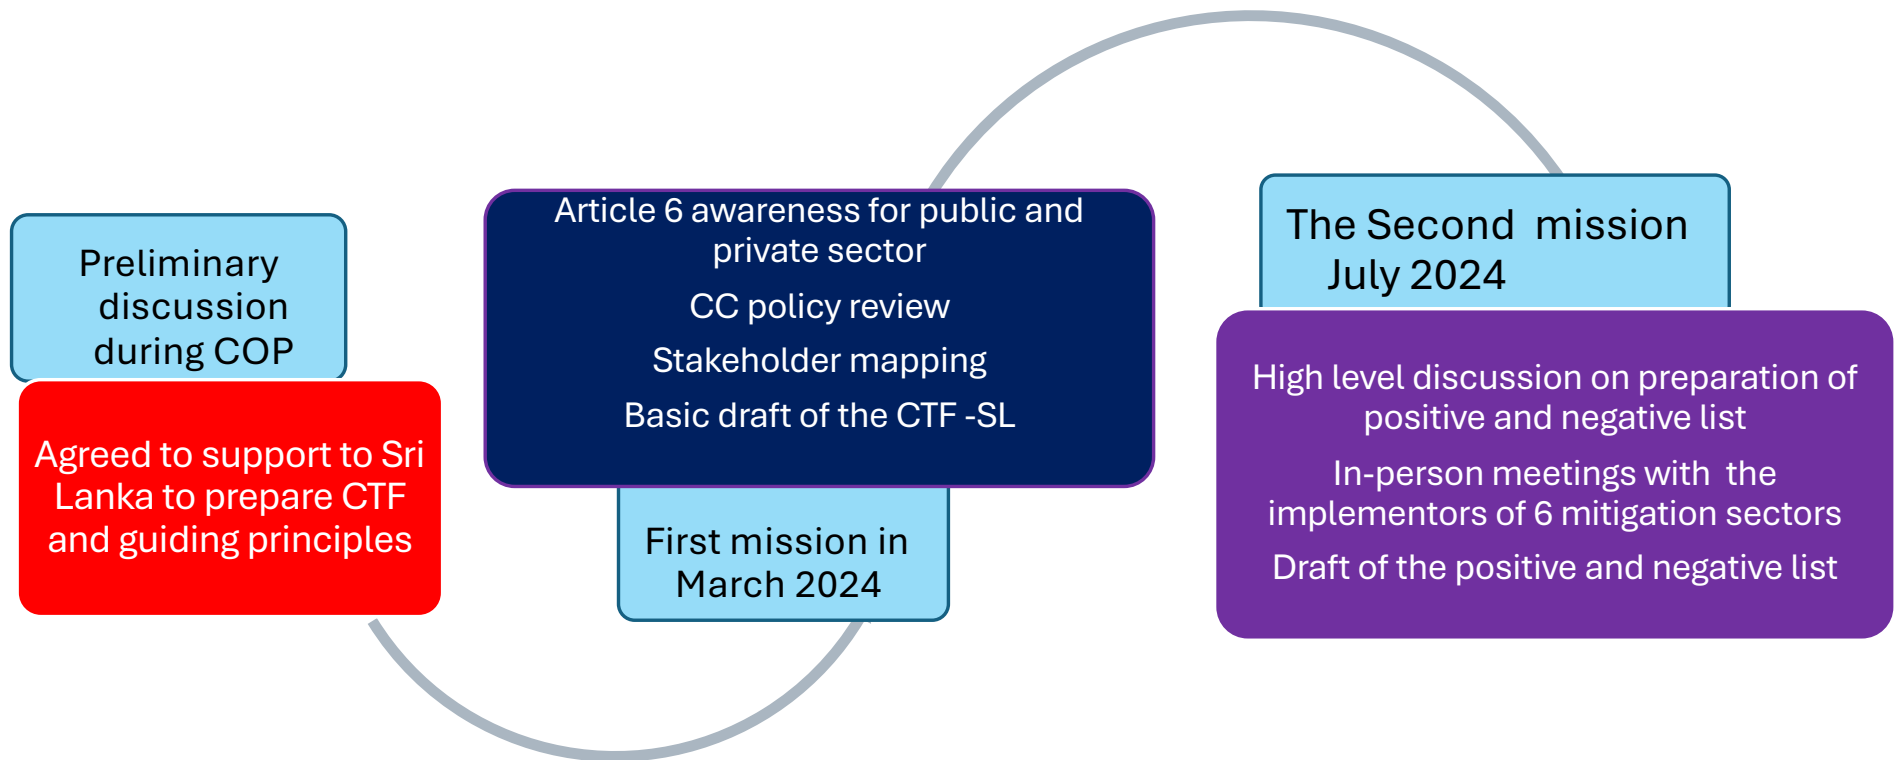 Preliminary
discussion
during COP
Agreed to support to Sri
Lanka to prepare CTF
and guiding principles
Article 6 awareness for public and
private sector
CC policy review
Stakeholder mapping
Basic draft of the CTF -SL
First mission in
March 2024
The Second  mission
July 2024
High level discussion on preparation of
positive and negative list
In-person meetings with  the
implementors of 6 mitigation sectors
Draft of the positive and negative list